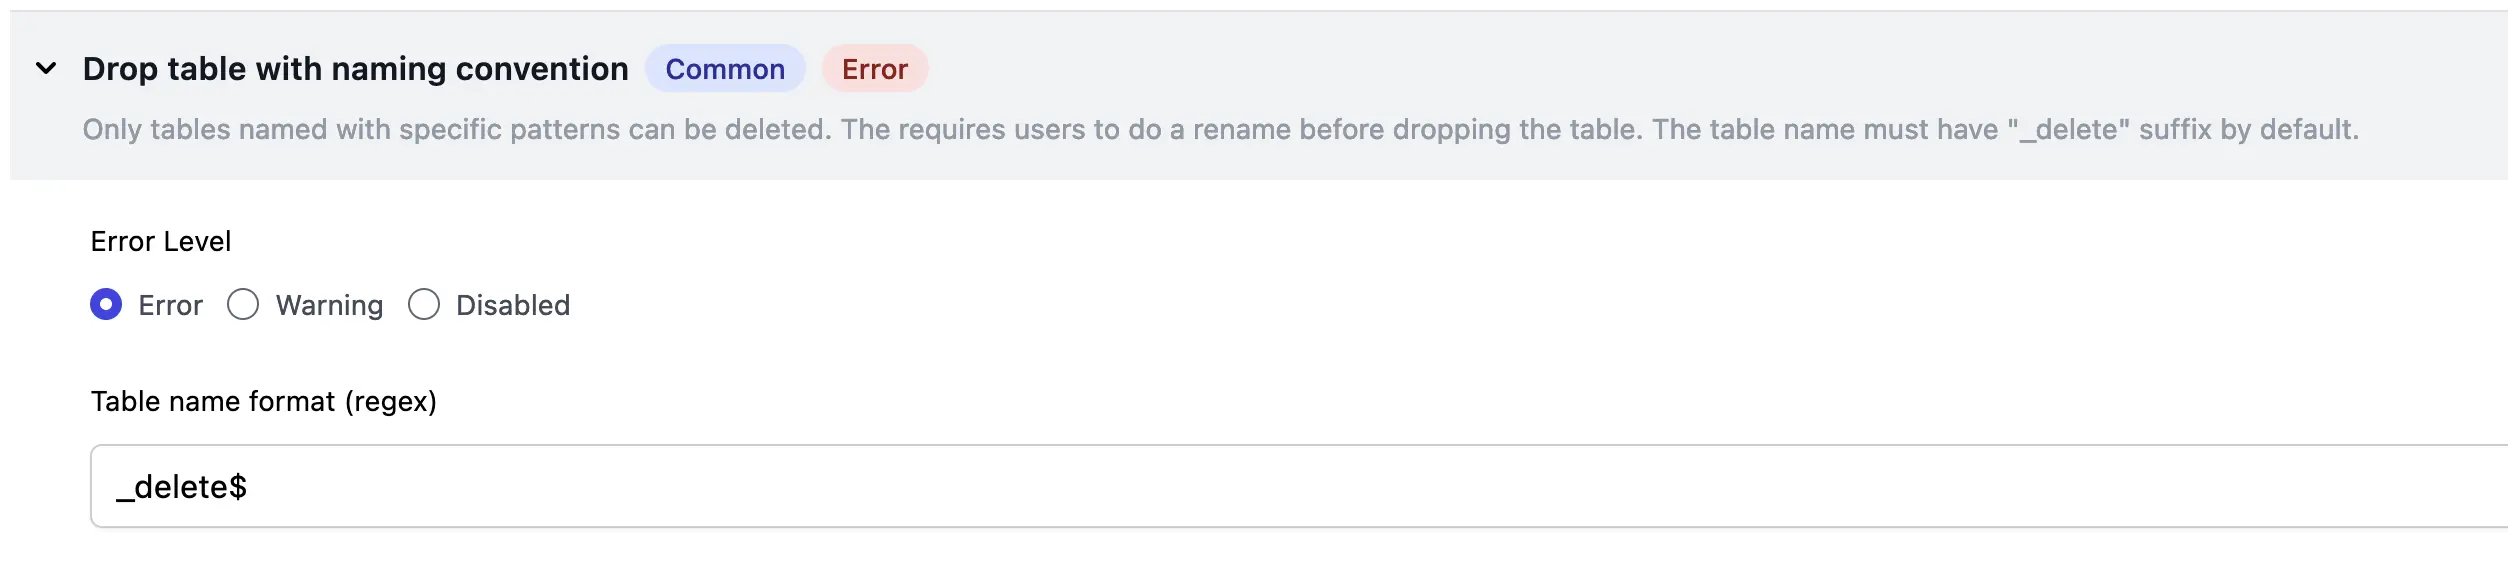 Drop table with naming convention Common Error
Only tables named with specific patterns can be deleted. The requires users to do a rename before dropping the table. The table name must have "_delete" suffix by default.
Error Level
Error Warning Disabled
Table name format (regex)
_delete$